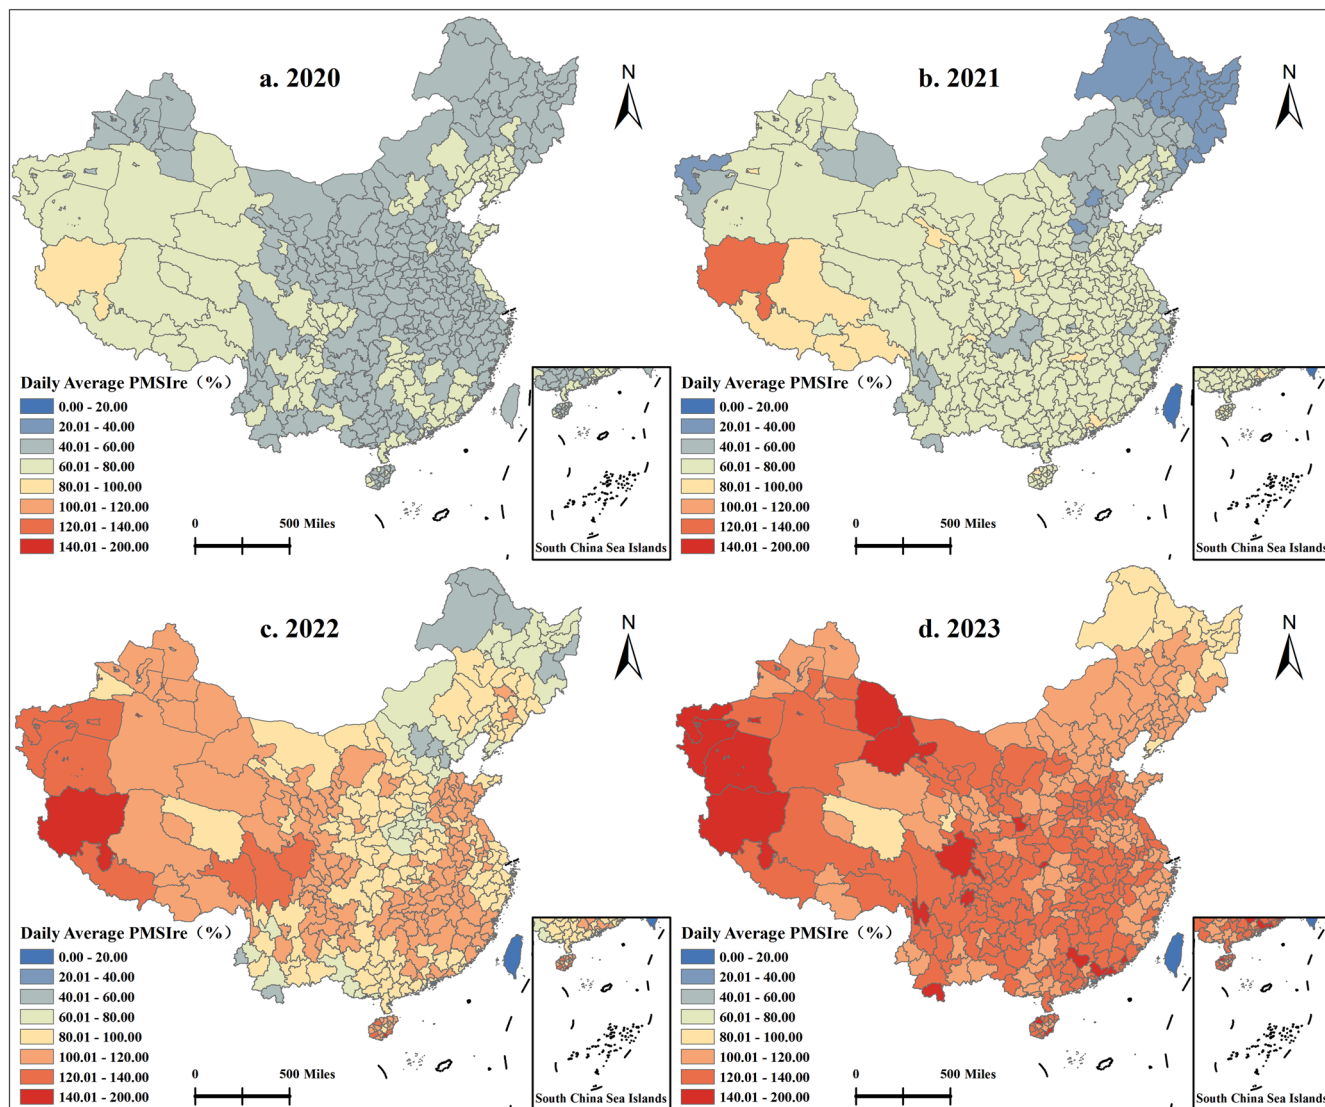 a. 2020
N
Daily Average PMSIre（%）
0.00 - 20.00
20.01 - 40.00
40.01 - 60.00
60.01 - 80.00
80.01 - 100.00
100.01 - 120.00
120.01 - 140.00
140.01 - 200.00
0 500 Miles
South China Sea Islands
b. 2021
N
Daily Average PMSIre（%）
0.00 - 20.00
20.01 - 40.00
40.01 - 60.00
60.01 - 80.00
80.01 - 100.00
100.01 - 120.00
120.01 - 140.00
140.01 - 200.00
0 500 Miles
South China Sea Islands
c. 2022
N
Daily Average PMSIre（%）
0.00 - 20.00
20.01 - 40.00
40.01 - 60.00
60.01 - 80.00
80.01 - 100.00
100.01 - 120.00
120.01 - 140.00
140.01 - 200.00
0 500 Miles
South China Sea Islands
d. 2023
N
Daily Average PMSIre（%）
0.00 - 20.00
20.01 - 40.00
40.01 - 60.00
60.01 - 80.00
80.01 - 100.00
100.01 - 120.00
120.01 - 140.00
140.01 - 200.00
0 500 Miles
South China Sea Islands